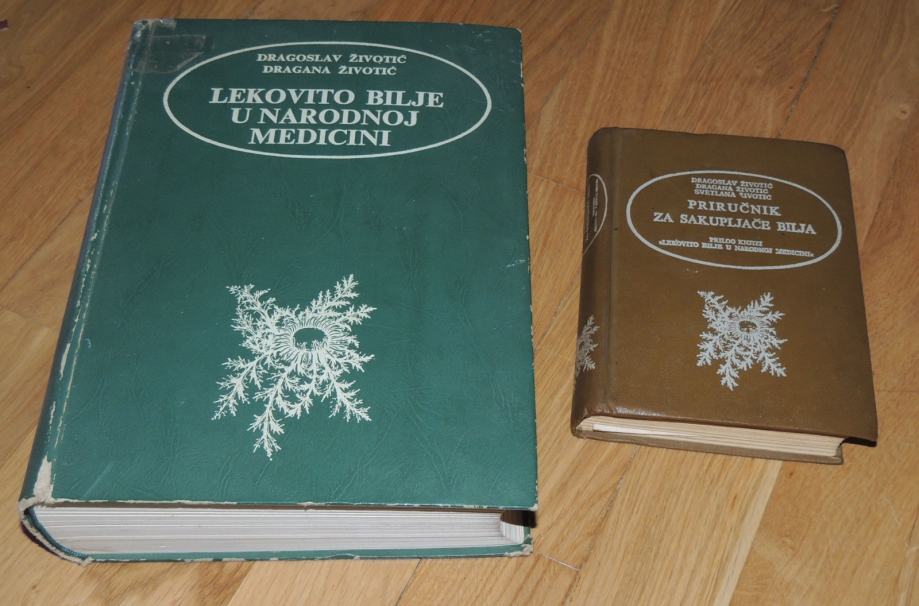 DRAGOSLAV ŽIVOTIĆ
DRAGANA ŽIVOTIĆ
LEKOVITO BILJE
U NARODNOJ
MEDICINI
DRAGOSLAV ŽIVOTIĆ
DRAGANA ŽIVOTIĆ
SVETLANA ŽIVOTIĆ
PRIRUČNIK
ZA SAKUPLJAČE BILJA
PRILOG KNJIZI
»LEKOVITO BILJE U NARODNOJ MEDICINI«